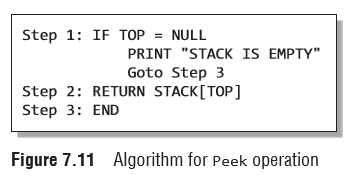 Step 1: IF TOP = NULL
PRINT "STACK IS EMPTY"
Goto Step 3
Step 2: RETURN STACK[TOP]
Step 3: END
Figure 7.11 Algorithm for Peek operation